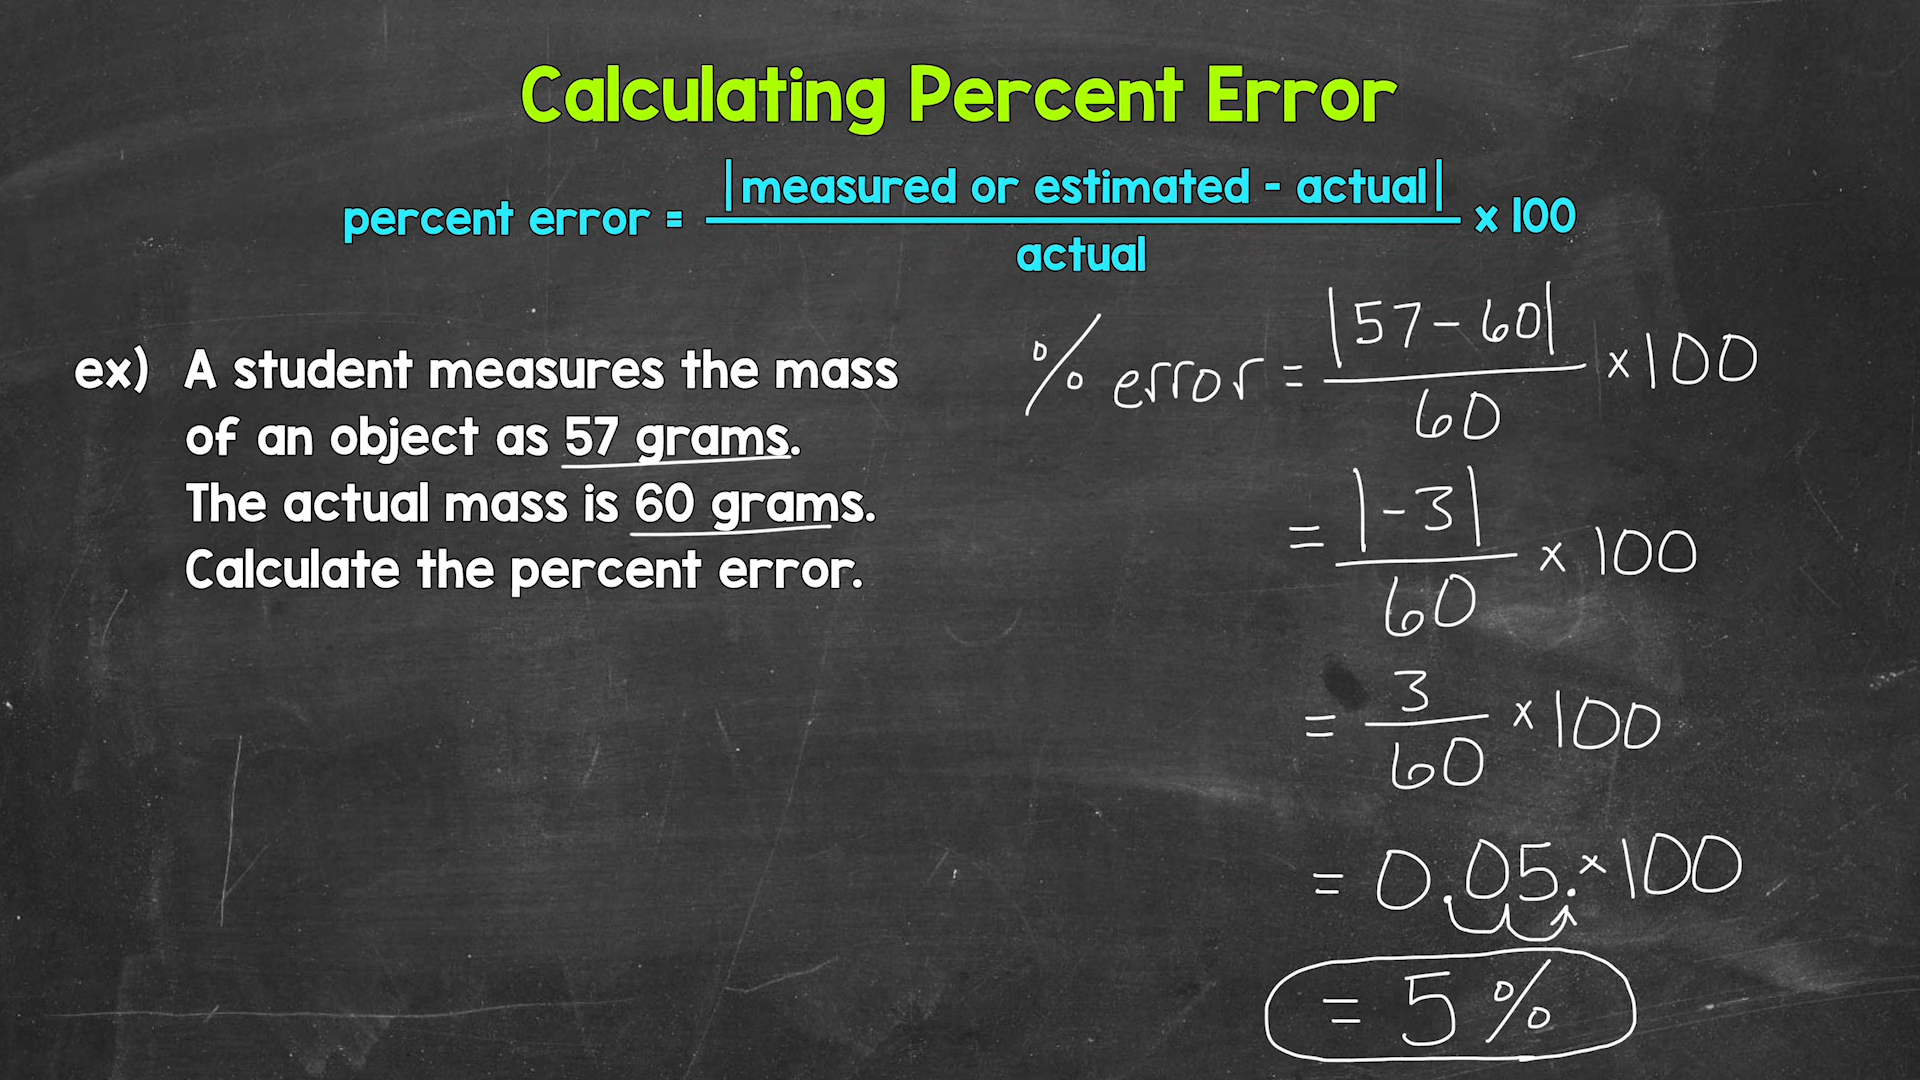 Calculating Percent Error
|measured or estimated - actual|
percent error = x 100
actual
ex) A student measures the mass
of an object as 57 grams.
The actual mass is 60 grams.
Calculate the percent error.
|57-60|
% error = ×100
60
|-3|
= × 100
60
3
= ×100
60
= 0.05.×100
= 5%